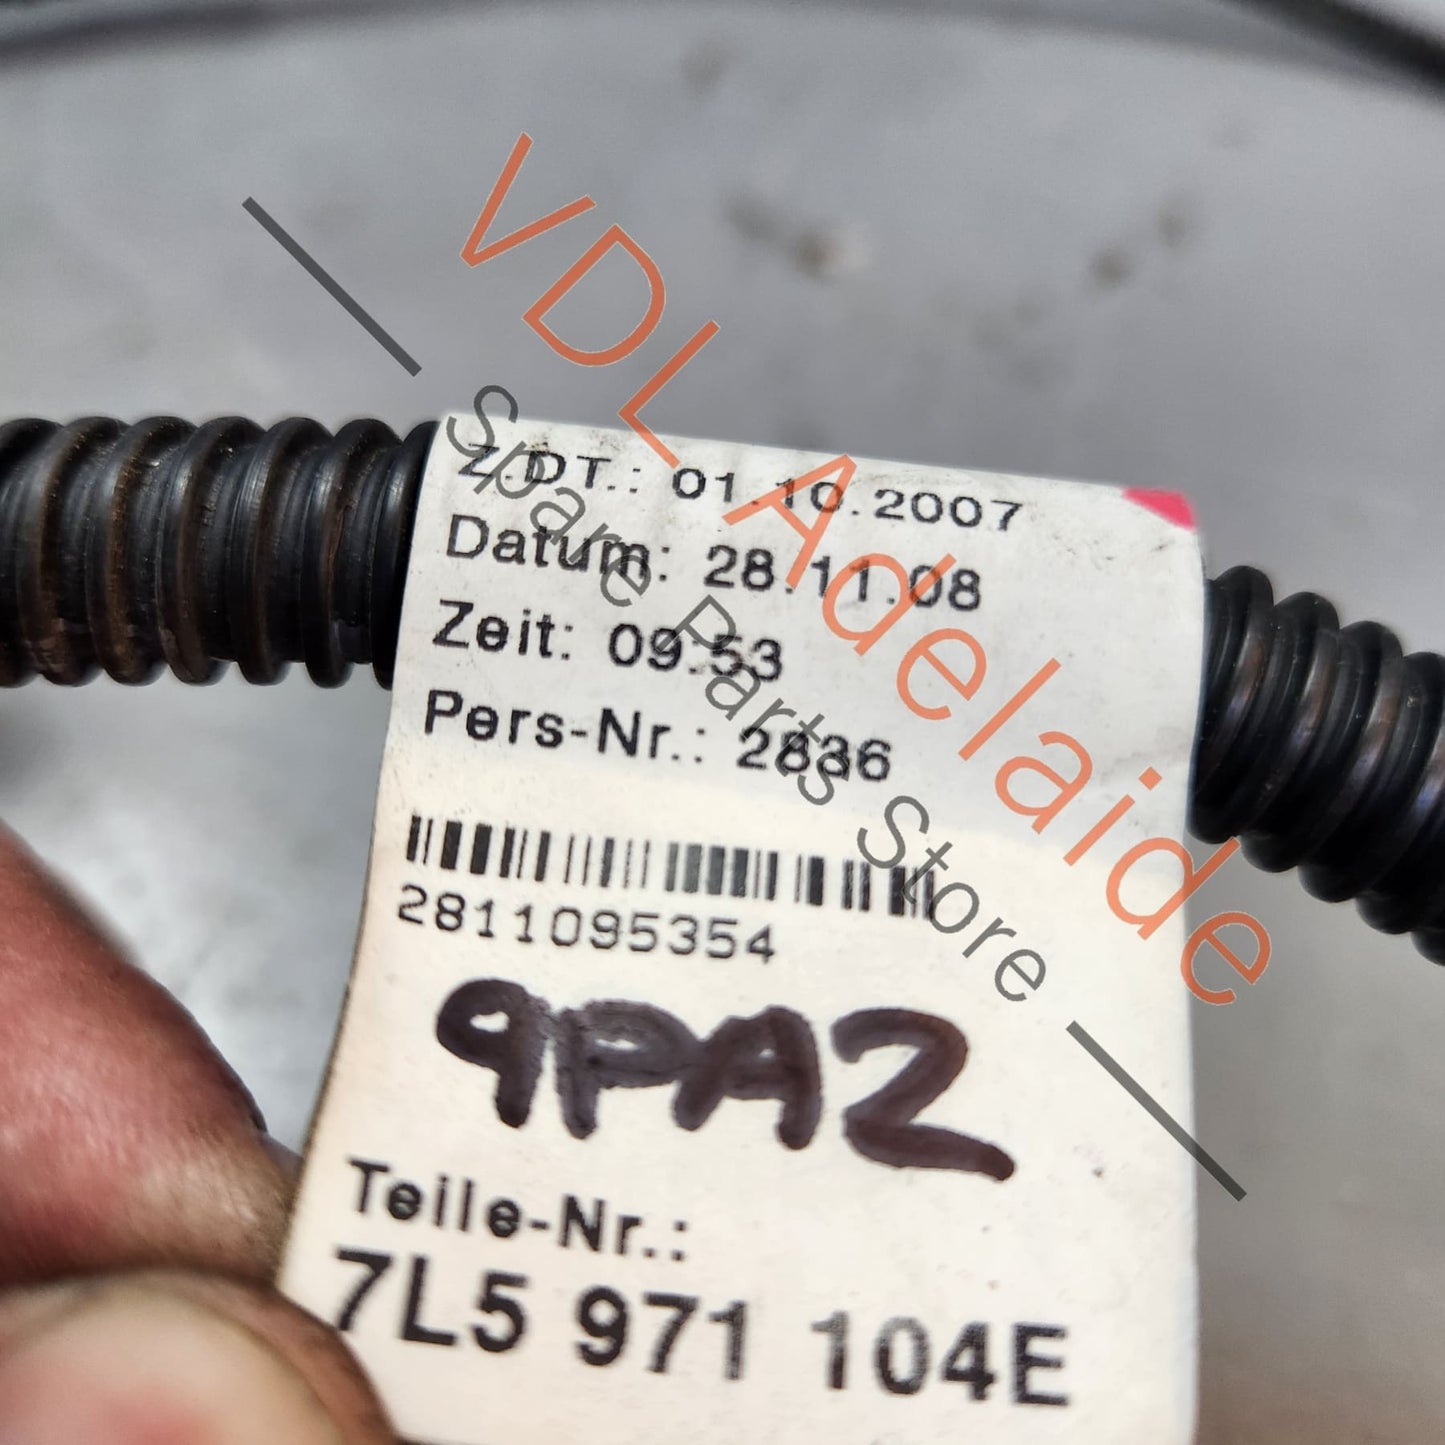 VDL Adelaide
Spare Parts Store
Z.DT.: 01.10.2007
Datum: 28.11.08
Zeit: 09:53
Pers-Nr.: 2836
2811095354
9PA2
Teile-Nr.:
7L5 971 104E